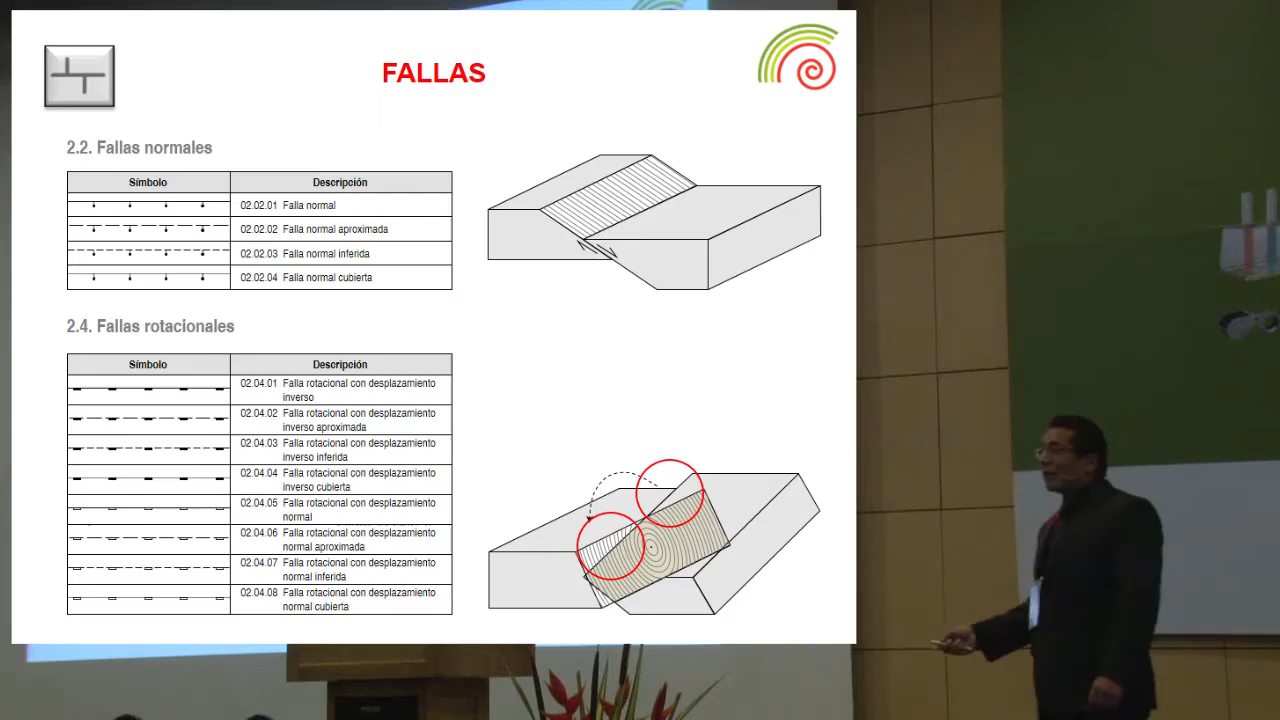 FALLAS
2.2. Fallas normales
Símbolo Descripción
02.02.01 Falla normal
02.02.02 Falla normal aproximada
02.02.03 Falla normal inferida
02.02.04 Falla normal cubierta
2.4. Fallas rotacionales
Símbolo Descripción
02.04.01 Falla rotacional con desplazamiento
inverso
02.04.02 Falla rotacional con desplazamiento
inverso aproximada
02.04.03 Falla rotacional con desplazamiento
inverso inferida
02.04.04 Falla rotacional con desplazamiento
inverso cubierta
02.04.05 Falla rotacional con desplazamiento
normal
02.04.06 Falla rotacional con desplazamiento
normal aproximada
02.04.07 Falla rotacional con desplazamiento
normal inferida
02.04.08 Falla rotacional con desplazamiento
normal cubierta